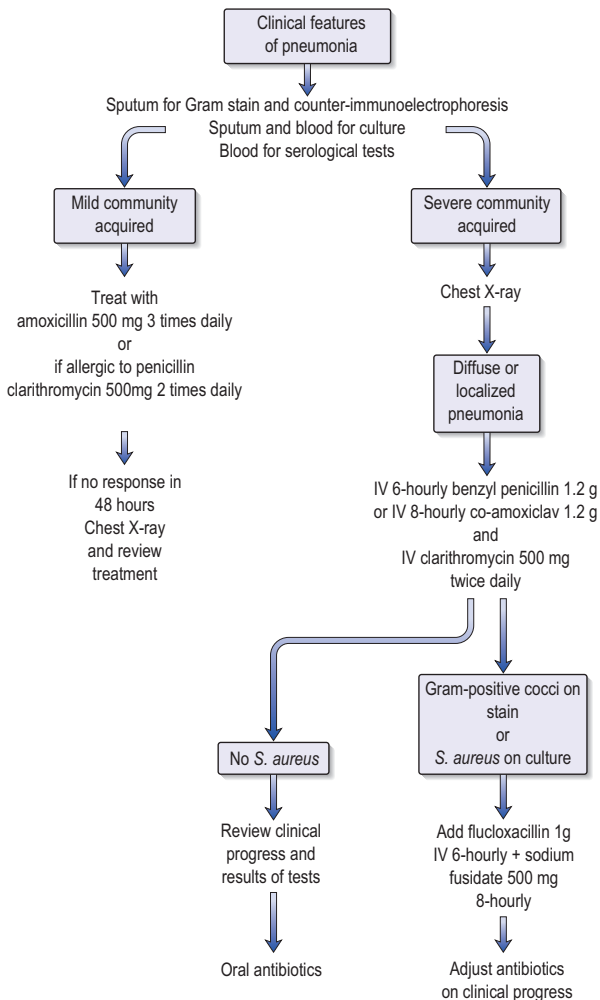 Clinical features
of pneumonia
Sputum for Gram stain and counter-immunoelectrophoresis
Sputum and blood for culture
Blood for serological tests
Mild community
acquired
Treat with
amoxicillin 500 mg 3 times daily
or
if allergic to penicillin
clarithromycin 500mg 2 times daily
If no response in
48 hours
Chest X-ray
and review
treatment
Severe community
acquired
Chest X-ray
Diffuse or
localized
pneumonia
IV 6-hourly benzyl penicillin 1.2 g
or IV 8-hourly co-amoxiclav 1.2 g
and
IV clarithromycin 500 mg
twice daily
No S. aureus
Review clinical
progress and
results of tests
Oral antibiotics
Gram-positive cocci on
stain
or
S. aureus on culture
Add flucloxacillin 1g
IV 6-hourly + sodium
fusidate 500 mg
8-hourly
Adjust antibiotics
on clinical progress